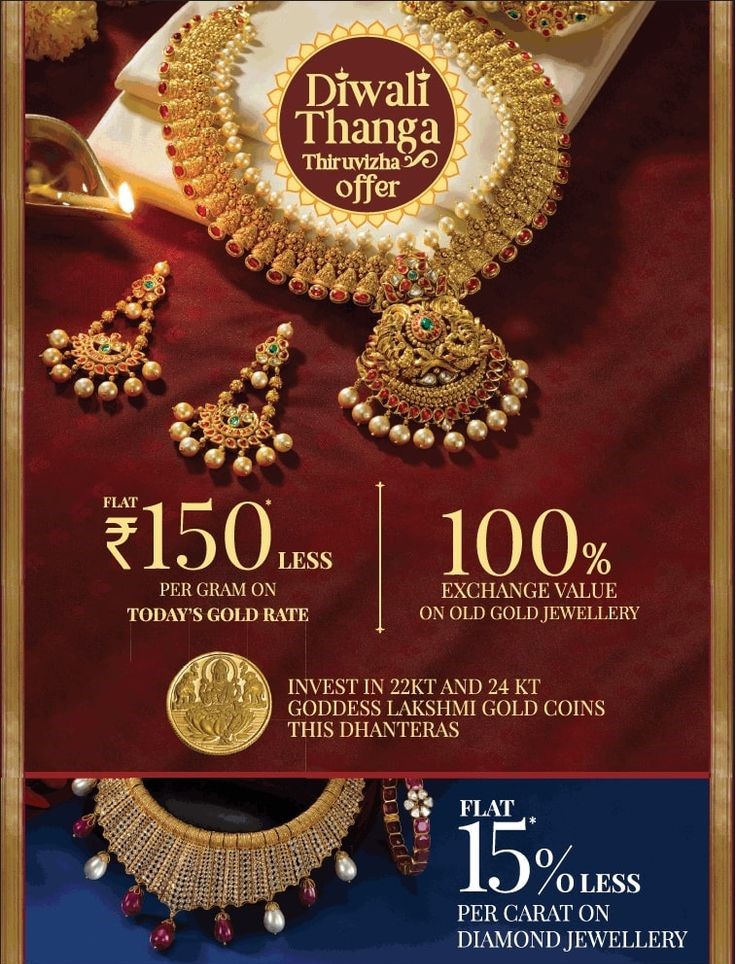 Diwali
Thanga
Thiruvizha
offer
FLAT
₹150* LESS
PER GRAM ON
TODAY'S GOLD RATE
100%
EXCHANGE VALUE
ON OLD GOLD JEWELLERY
INVEST IN 22KT AND 24 KT
GODDESS LAKSHMI GOLD COINS
THIS DHANTERAS
FLAT
15%* LESS
PER CARAT ON
DIAMOND JEWELLERY